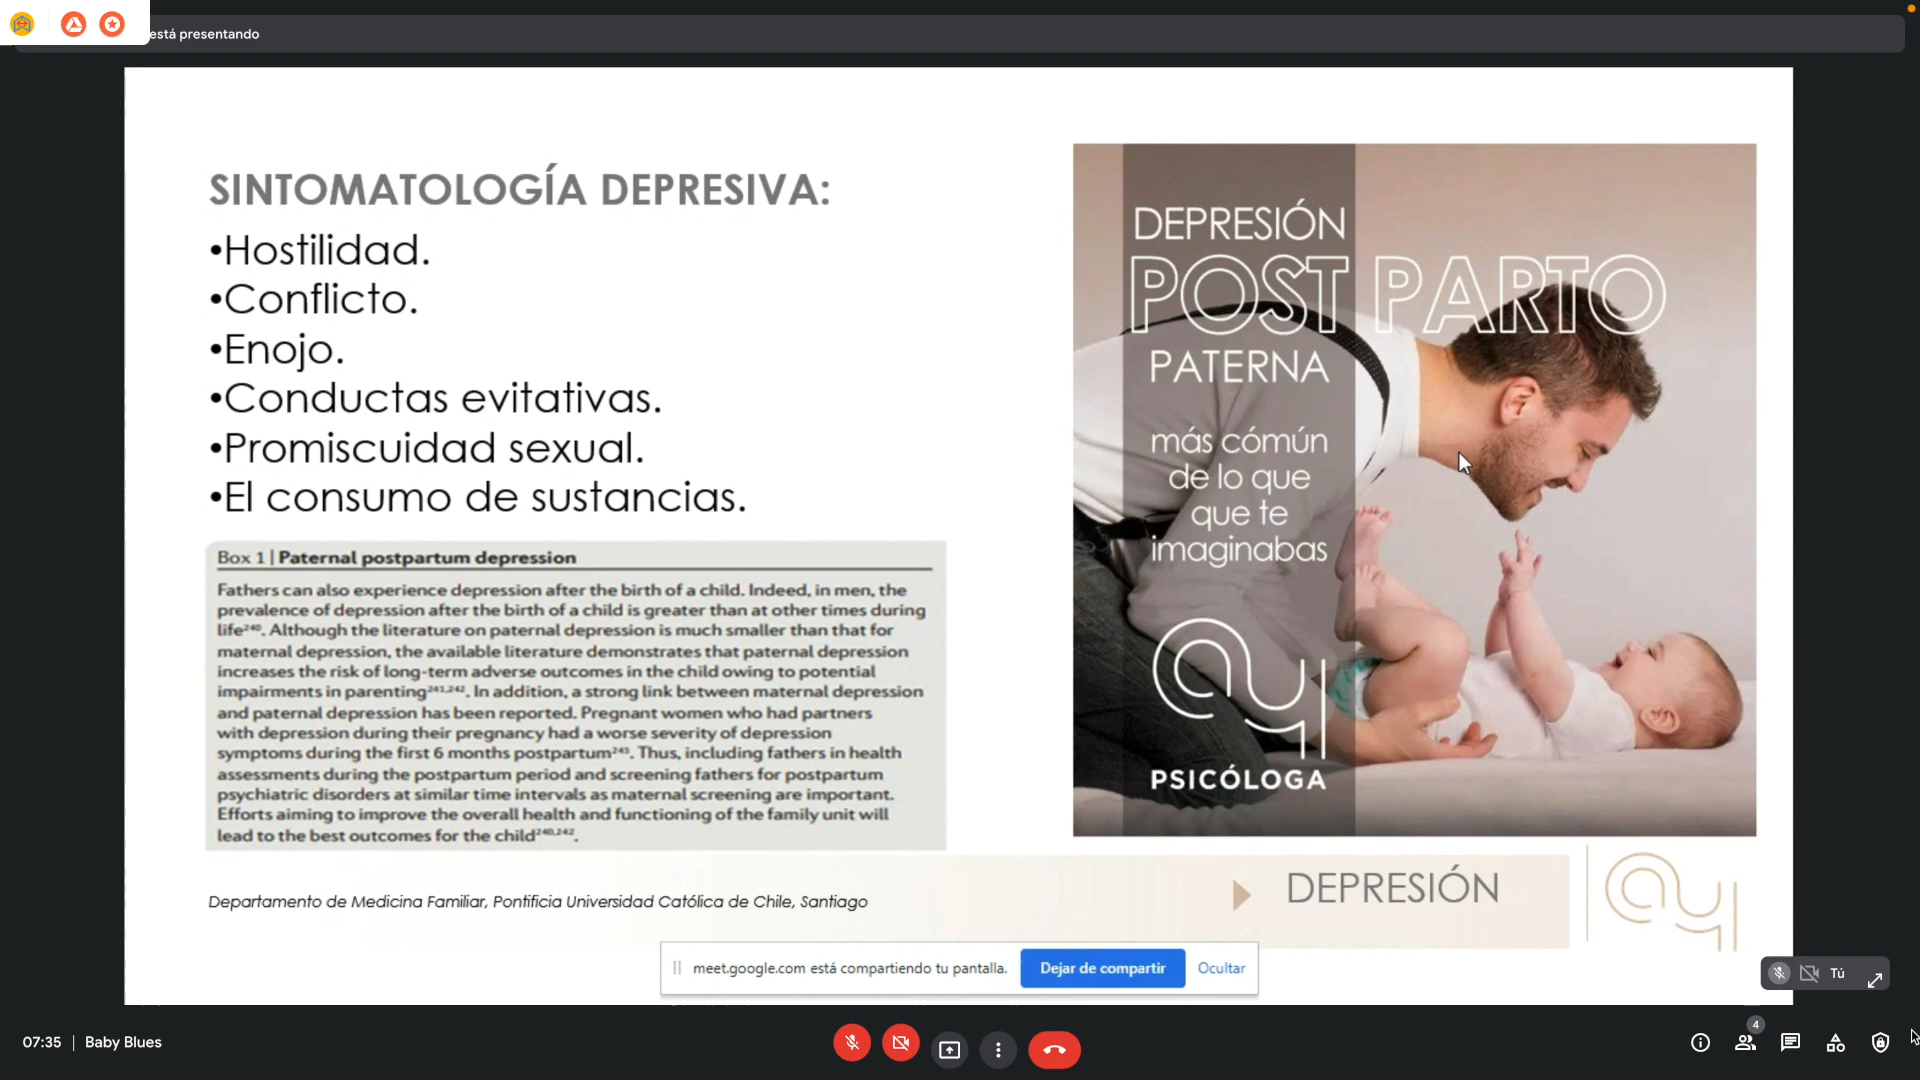 está presentando
SINTOMATOLOGÍA DEPRESIVA:
•Hostilidad.
•Conflicto.
•Enojo.
•Conductas evitativas.
•Promiscuidad sexual.
•El consumo de sustancias.
Box 1 | Paternal postpartum depression
Fathers can also experience depression after the birth of a child. Indeed, in men, the
prevalence of depression after the birth of a child is greater than at other times during
life²⁴⁰. Although the literature on paternal depression is much smaller than that for
maternal depression, the available literature demonstrates that paternal depression
increases the risk of long-term adverse outcomes in the child owing to potential
impairments in parenting²⁴¹,²⁴². In addition, a strong link between maternal depression
and paternal depression has been reported. Pregnant women who had partners
with depression during their pregnancy had a worse severity of depression
symptoms during the first 6 months postpartum²⁴³. Thus, including fathers in health
assessments during the postpartum period and screening fathers for postpartum
psychiatric disorders at similar time intervals as maternal screening are important.
Efforts aiming to improve the overall health and functioning of the family unit will
lead to the best outcomes for the child²⁴⁰,²⁴².
Departamento de Medicina Familiar, Pontificia Universidad Católica de Chile, Santiago
DEPRESIÓN
POST PARTO
PATERNA
más cómún
de lo que
que te
imaginabas
ay
PSICÓLOGA
DEPRESIÓN
ay
meet.google.com está compartiendo tu pantalla.
Dejar de compartir
Ocultar
Tú
07:35 | Baby Blues
4